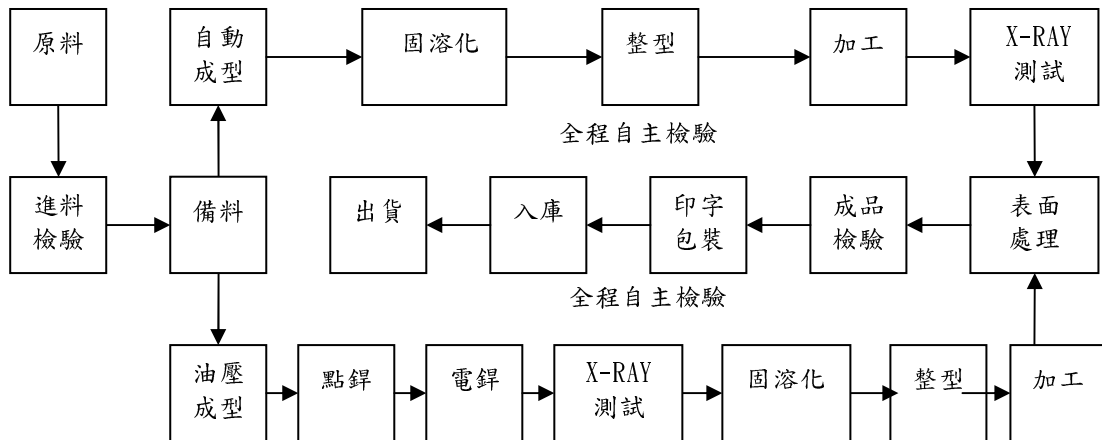 原料
自動
成型
固溶化
整型
加工
X-RAY
測試
全程自主檢驗
進料
檢驗
備料
出貨
入庫
印字
包裝
成品
檢驗
表面
處理
全程自主檢驗
油壓
成型
點銲
電銲
X-RAY
測試
固溶化
整型
加工